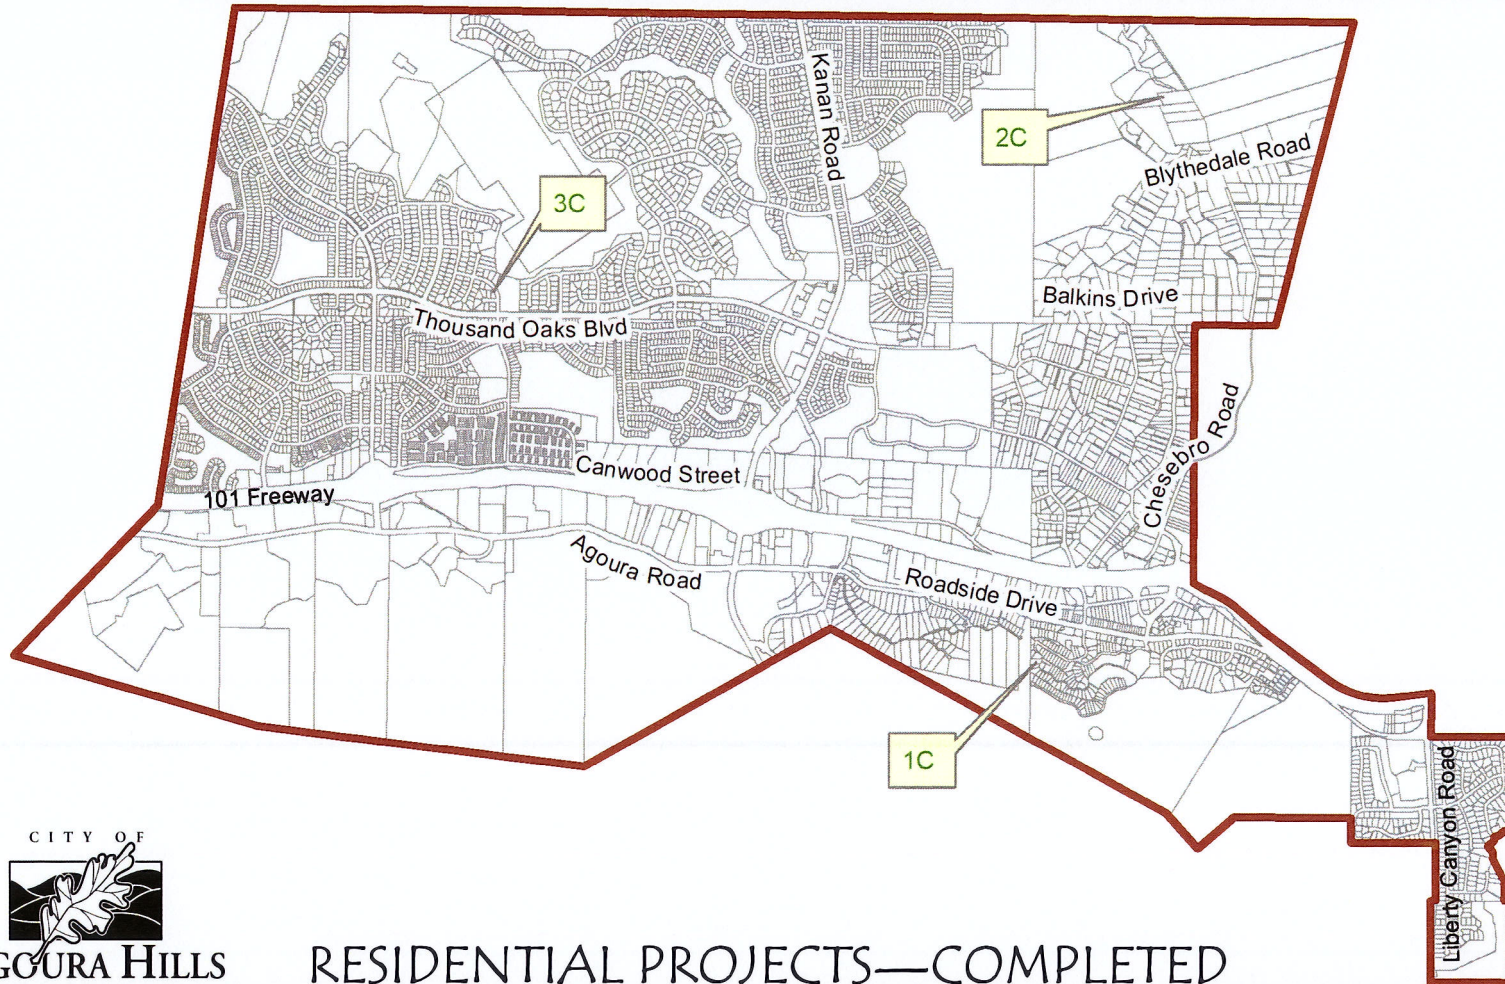 Kanan Road
2C
Blythedale Road
3C
Balkins Drive
Thousand Oaks Blvd
Chesebro Road
Canwood Street
101 Freeway
Agoura Road
Roadside Drive
1C
Liberty Canyon Road
CITY OF
GOURA HILLS
RESIDENTIAL PROJECTS—COMPLETED